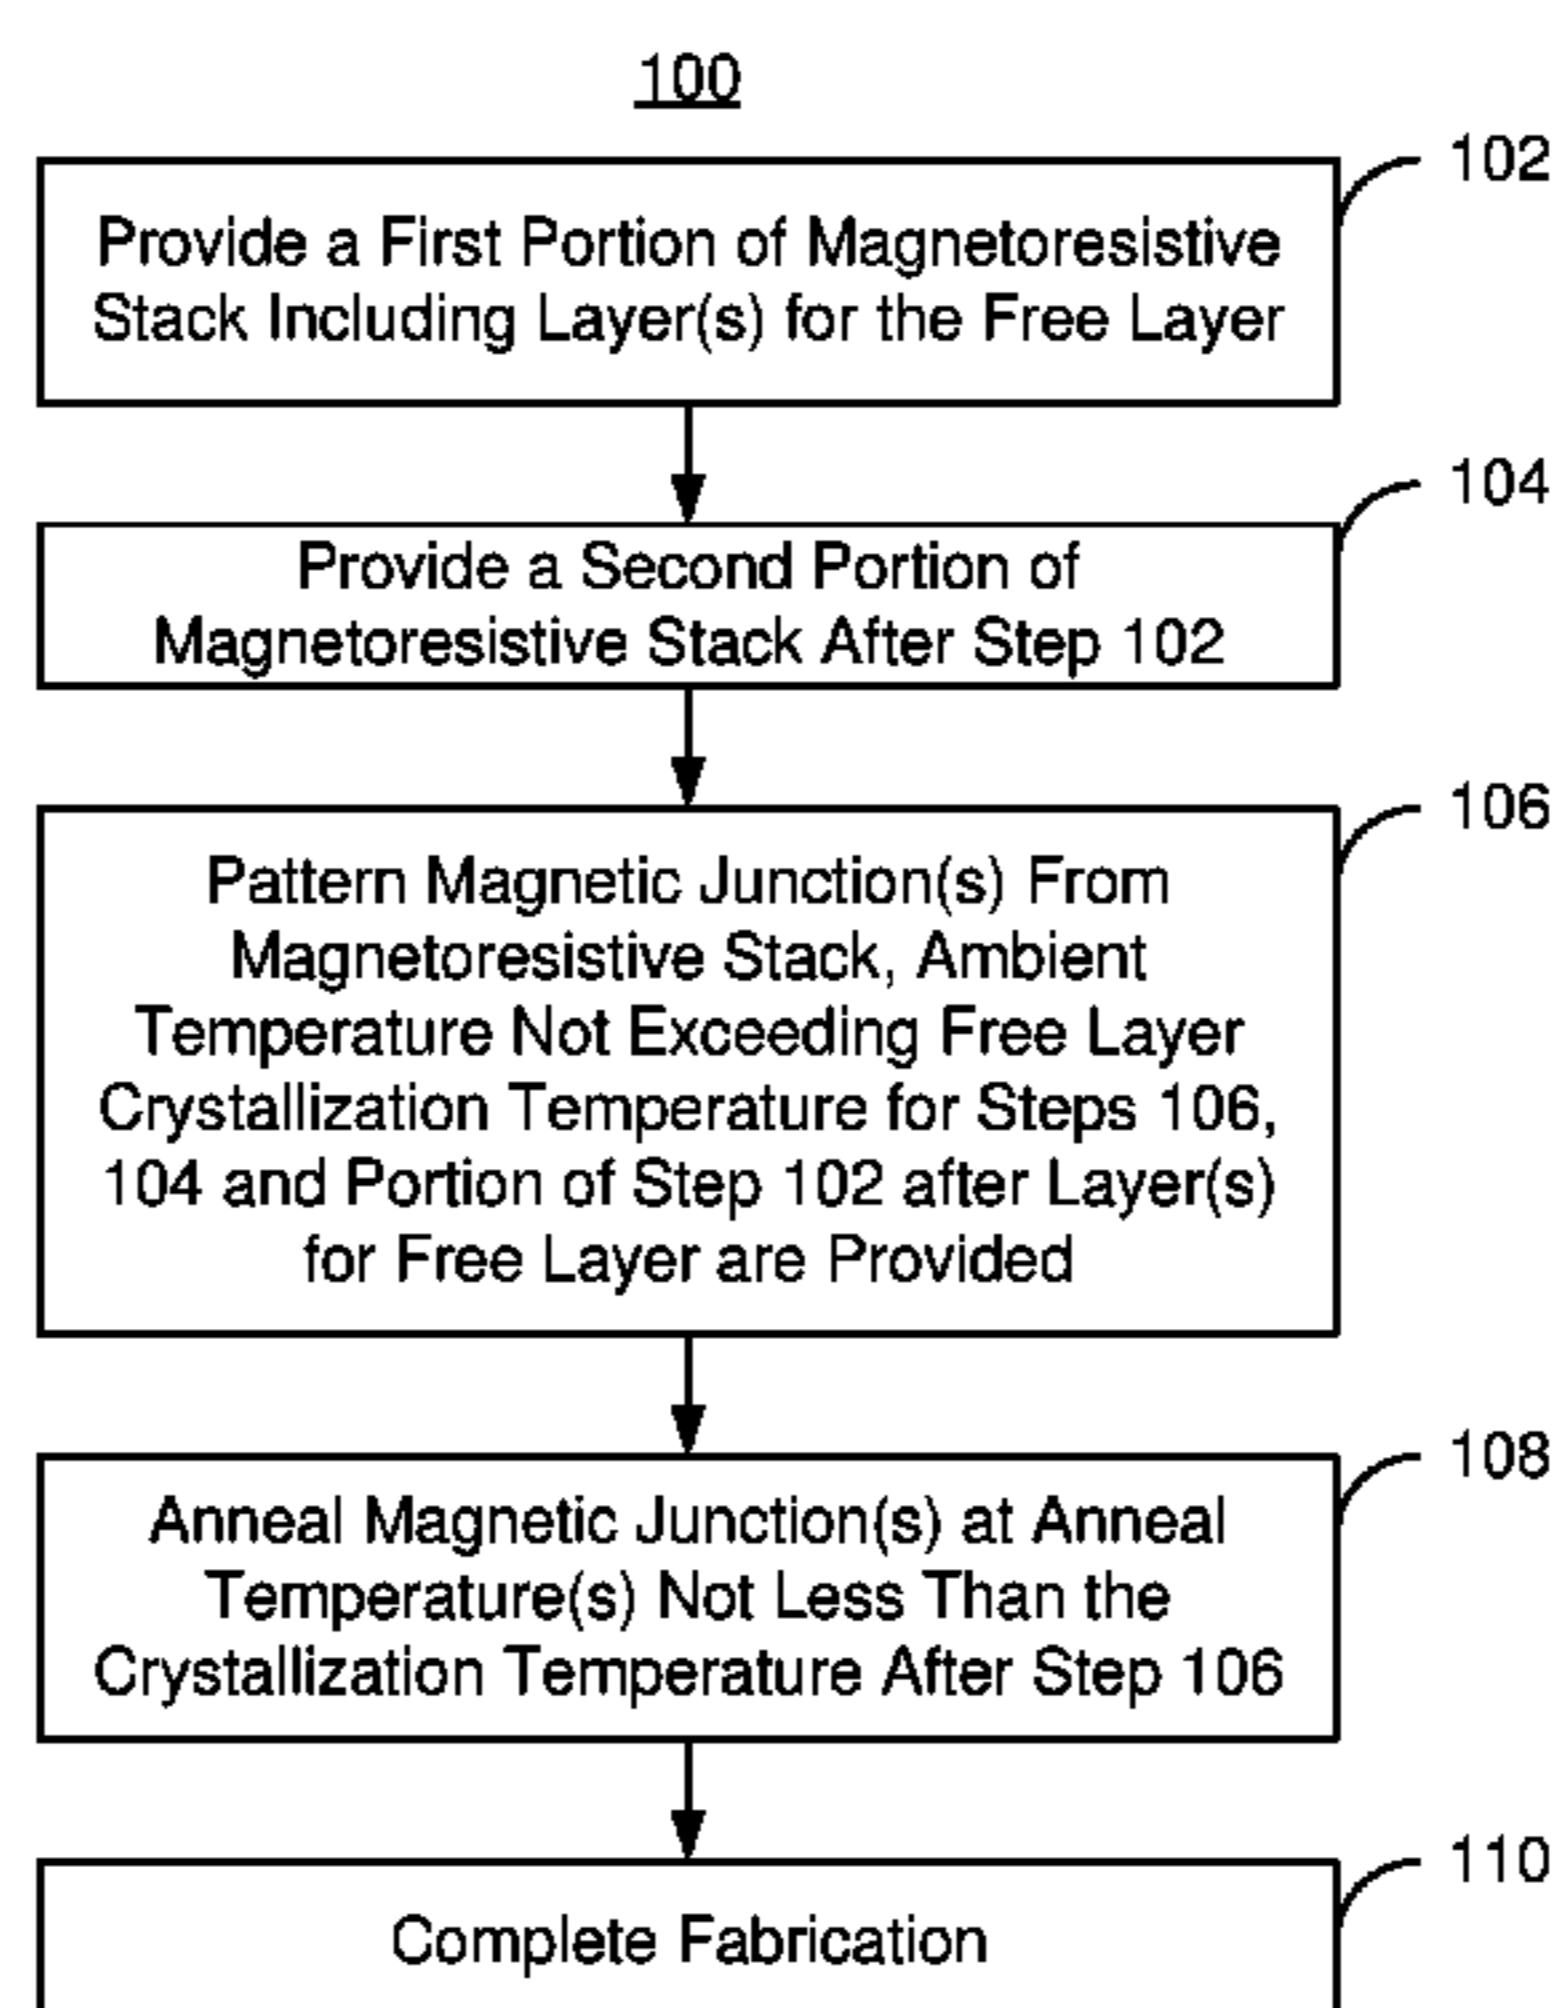 100
102
Provide a First Portion of Magnetoresistive
Stack Including Layer(s) for the Free Layer
104
Provide a Second Portion of
Magnetoresistive Stack After Step 102
106
Pattern Magnetic Junction(s) From
Magnetoresistive Stack, Ambient
Temperature Not Exceeding Free Layer
Crystallization Temperature for Steps 106,
104 and Portion of Step 102 after Layer(s)
for Free Layer are Provided
108
Anneal Magnetic Junction(s) at Anneal
Temperature(s) Not Less Than the
Crystallization Temperature After Step 106
110
Complete Fabrication